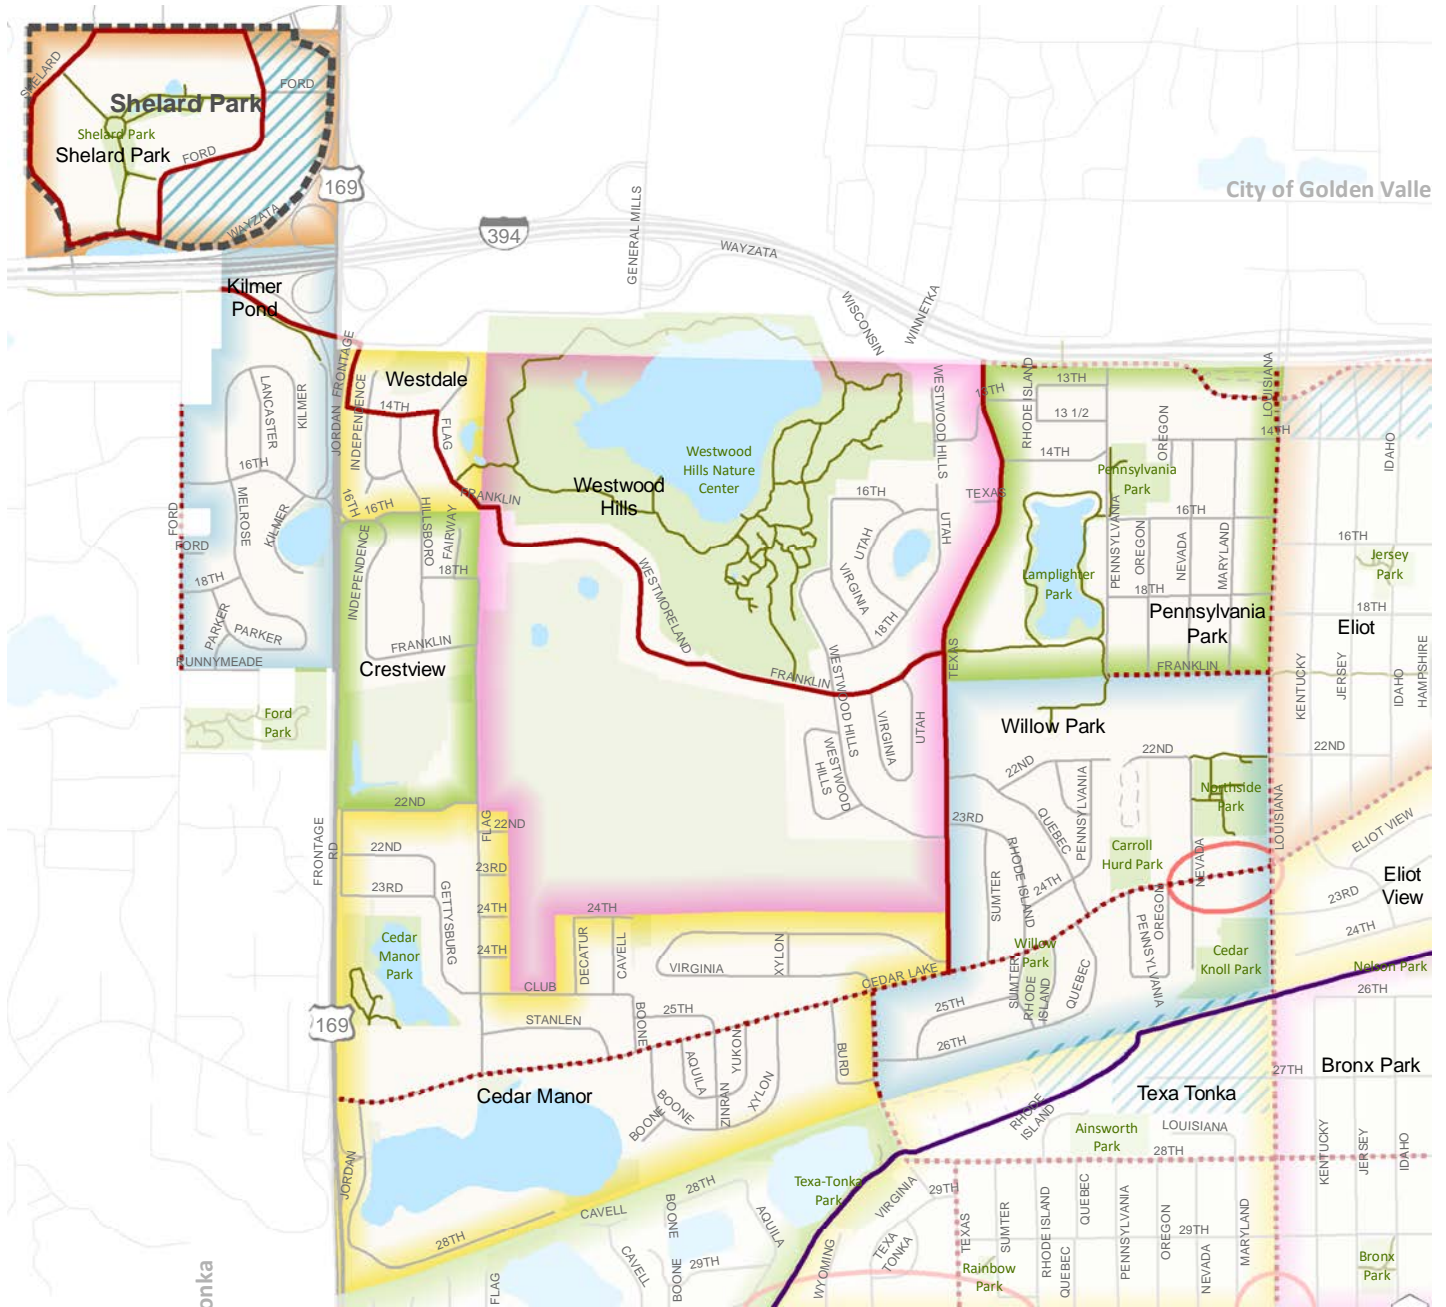 SHELARD
FORD
Shelard Park
Shelard Park
Shelard Park
FORD
WAYZATA
169
City of Golden Valle
394
GENERAL MILLS
WAYZATA
WISCONSIN
WINNETKA
Kilmer
Pond
JORDAN FRONTAGE
Westdale
INDEPENDENCE
14TH
FLAG
LANCASTER
KILMER
16TH
MELROSE
KILMER
FORD
FORD
18TH
PARKER
PARKER
RUNNYMEADE
16TH
16TH
HILLSBORO
FAIRWAY
FRANKLIN
INDEPENDENCE
18TH
FRANKLIN
Crestview
Ford
Park
Westwood
Hills Nature
Center
Westwood
Hills
WESTMORELAND
FRANKLIN
WESTWOOD HILLS
13TH
TEXAS
16TH
UTAH
UTAH
VIRGINIA
18TH
WESTWOOD HILLS
VIRGINIA
UTAH
WESTWOOD
HILLS
WESTWOOD
TEXAS
RHODE ISLAND
13TH
13 1/2
14TH
OREGON
LOUISIANA
14TH
Pennsylvania
Park
PENNSYLVANIA
16TH
OREGON
NEVADA
MARYLAND
18TH
Lamplighter
Park
Pennsylvania
Park
FRANKLIN
IDAHO
16TH
Jersey
Park
18TH
Eliot
KENTUCKY
JERSEY
IDAHO
HAMPSHIRE
22ND
Willow Park
22ND
22ND
PENNSYLVANIA
QUEBEC
Northside
Park
LOUISIANA
23RD
RHODE ISLAND
SUMTER
24TH
Carroll
Hurd Park
NEVADA
OREGON
PENNSYLVANIA
Willow
Park
SUMTER
RHODE
ISLAND
QUEBEC
Cedar
Knoll Park
25TH
26TH
ELIOT VIEW
Eliot
View
23RD
24TH
Nelson Park
26TH
22ND
FLAG
22ND
FRONTAGE
RD
22ND
23RD
23RD
GETTYSBURG
24TH
24TH
24TH
DECATUR
CAVELL
VIRGINIA
XYLON
CEDAR LAKE
Cedar
Manor
Park
CLUB
169
STANLEN
BOONE
25TH
AQUILA
YUKON
ZINRAN
XYLON
BURD
BOONE
BOONE
Cedar Manor
JORDAN
28TH
28TH
CAVELL
BOONE
AQUILA
CAVELL
BOONE
29TH
FLAG
Texa-Tonka
Park
VIRGINIA
29TH
TEXA
TONKA
WYOMING
TEXAS
SUMTER
Rainbow
Park
RHODE ISLAND
QUEBEC
QUEBEC
PENNSYLVANIA
OREGON
29TH
NEVADA
MARYLAND
RHODE
ISLAND
Ainsworth
Park
LOUISIANA
28TH
Texa Tonka
27TH
Bronx Park
KENTUCKY
JERSEY
IDAHO
Bronx
Park
onka